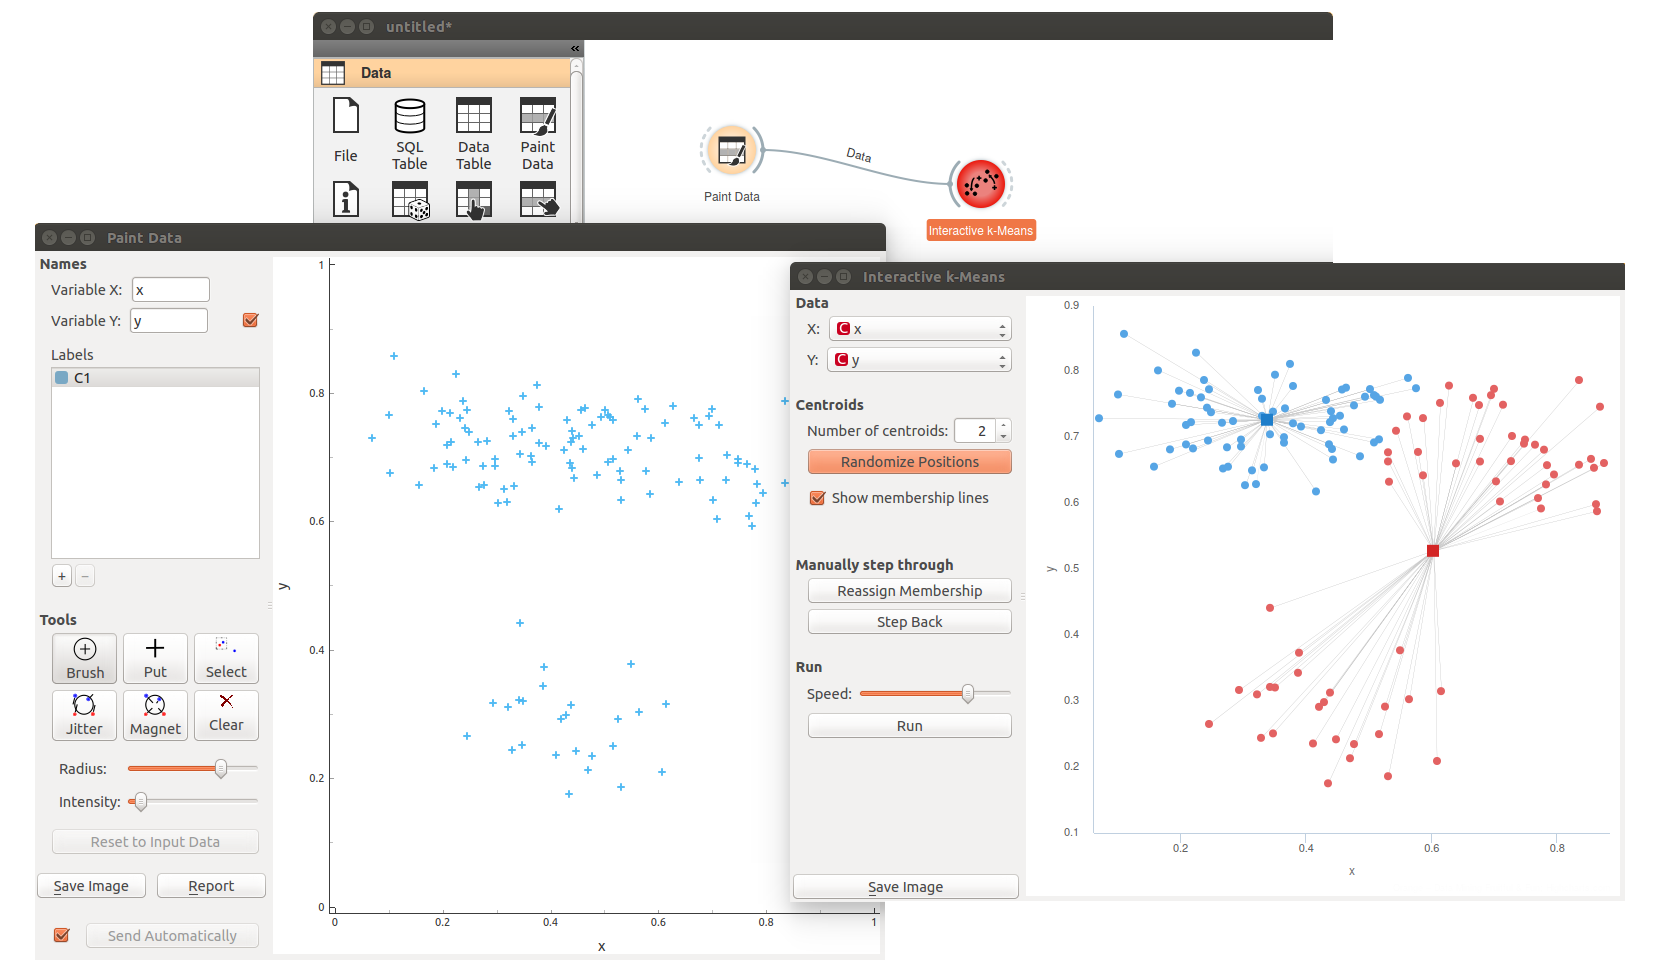 untitled*
«
Data
File
SQL Table
Data Table
Paint Data
Data
Paint Data
Interactive k-Means
Paint Data
Names
Variable X: x
Variable Y: y
Labels
C1
+ −
Tools
Brush Put Select
Jitter Magnet Clear
Radius:
Intensity:
Reset to Input Data
Save Image Report
Send Automatically
1
0.8
0.6
0.4
0.2
0
y
0 0.2 0.4 0.6 0.8 1
x
Interactive k-Means
Data
X: C x
Y: C y
Centroids
Number of centroids: 2
Randomize Positions
Show membership lines
Manually step through
Reassign Membership
Step Back
Run
Speed:
Run
Save Image
0.9
0.8
0.7
0.6
0.5
0.4
0.3
0.2
0.1
y
0.2 0.4 0.6 0.8
x